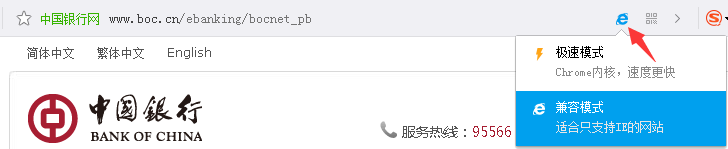 中国银行网 www.boc.cn/ebanking/bocnet_pb
极速模式
Chrome内核，速度更快
兼容模式
适合只支持IE的网站
简体中文 繁体中文 English
中国銀行
BANK OF CHINA
服务热线：95566